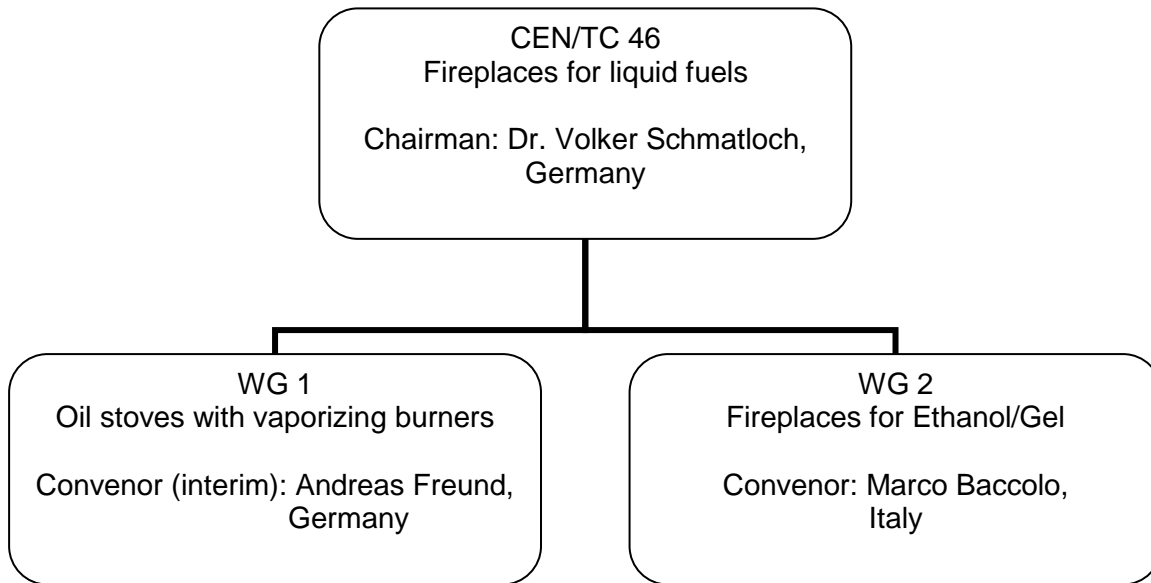 CEN/TC 46
Fireplaces for liquid fuels
Chairman: Dr. Volker Schmatloch,
Germany
WG 1
Oil stoves with vaporizing burners
Convenor (interim): Andreas Freund,
Germany
WG 2
Fireplaces for Ethanol/Gel
Convenor: Marco Baccolo,
Italy